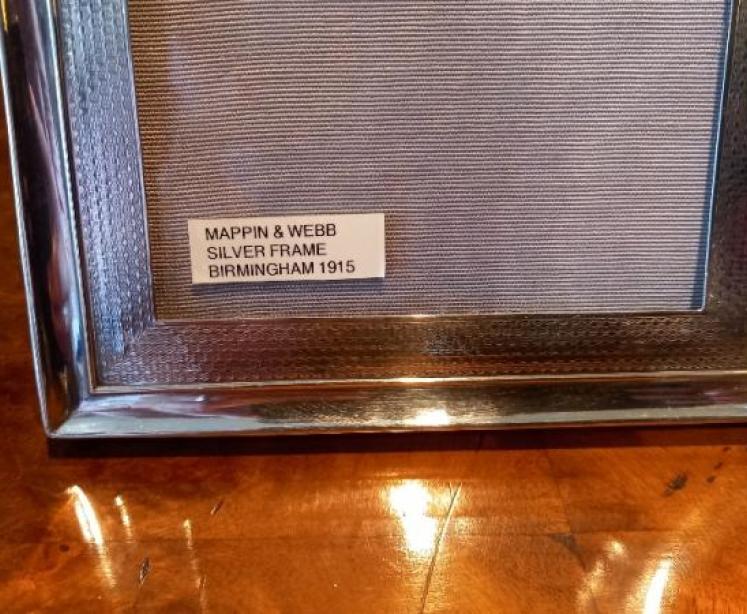 MAPPIN & WEBB
SILVER FRAME
BIRMINGHAM 1915